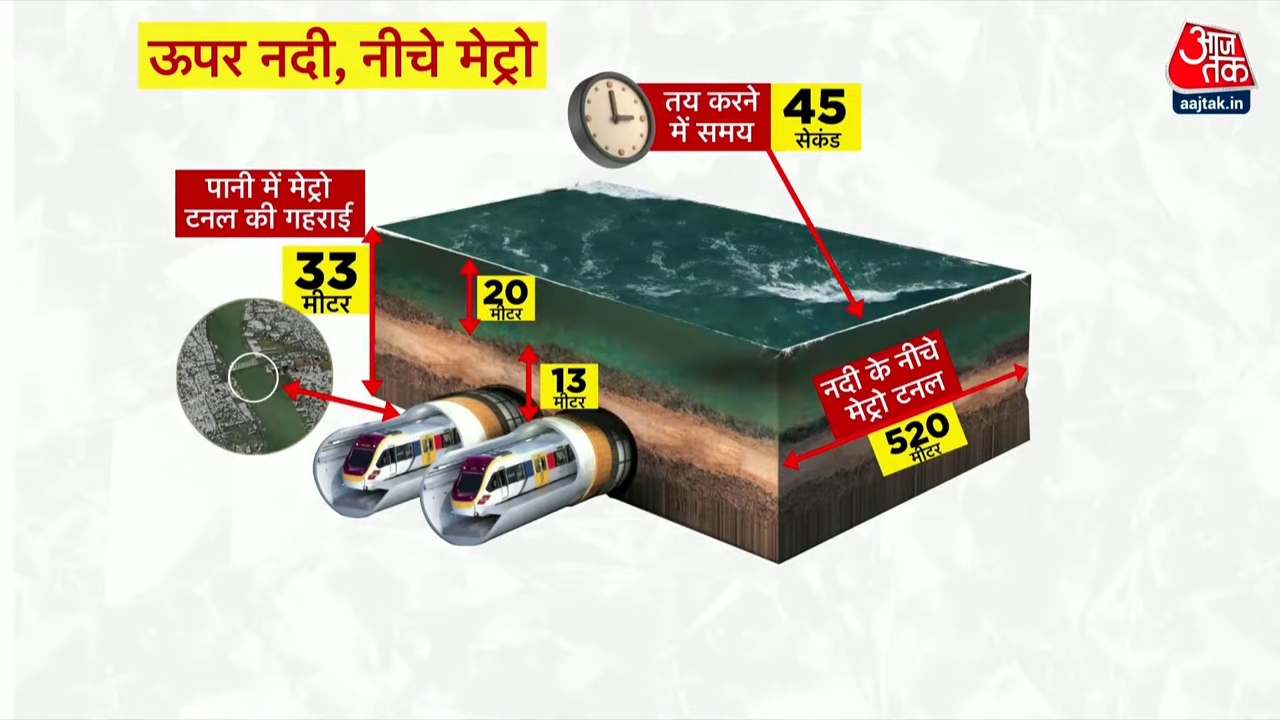 ऊपर नदी, नीचे मेट्रो
आज
तक
aajtak.in
तय करने
में समय
45
सेकंड
पानी में मेट्रो
टनल की गहराई
33
मीटर
20
मीटर
13
मीटर
नदी के नीचे
मेट्रो टनल
520
मीटर